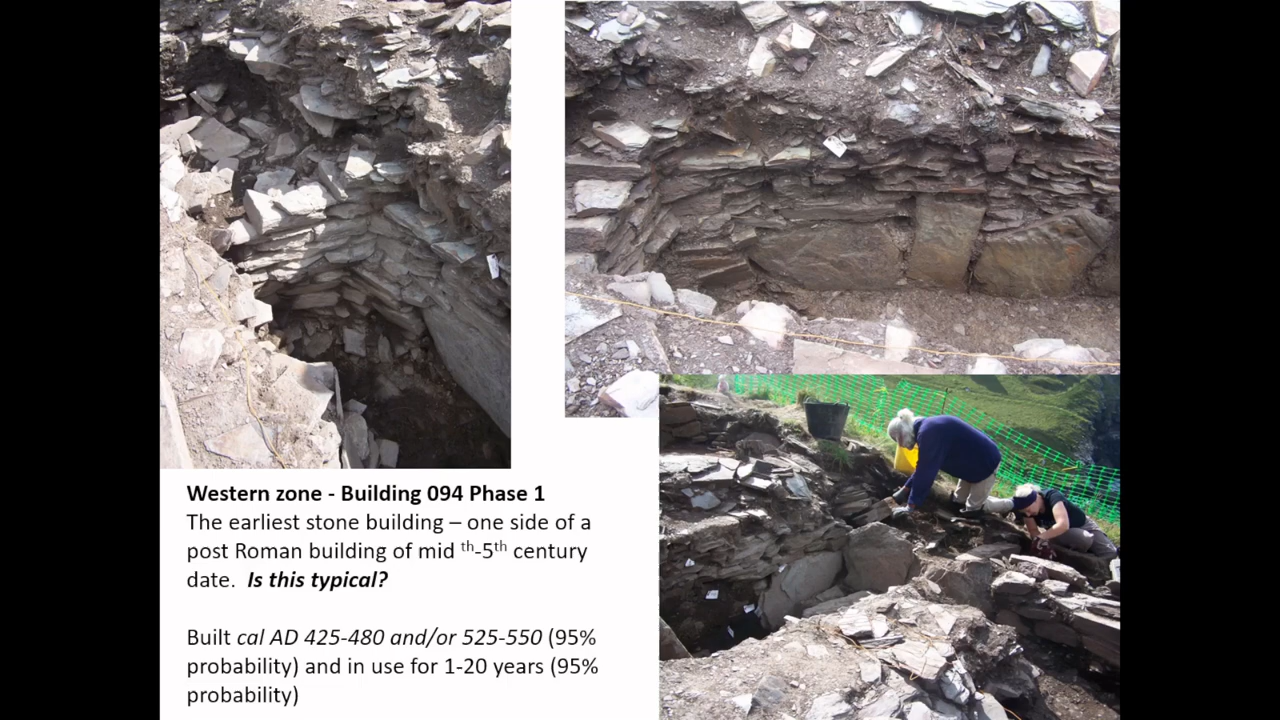 Western zone - Building 094 Phase 1
The earliest stone building – one side of a
post Roman building of mid th-5th century
date. Is this typical?
Built cal AD 425-480 and/or 525-550 (95%
probability) and in use for 1-20 years (95%
probability)